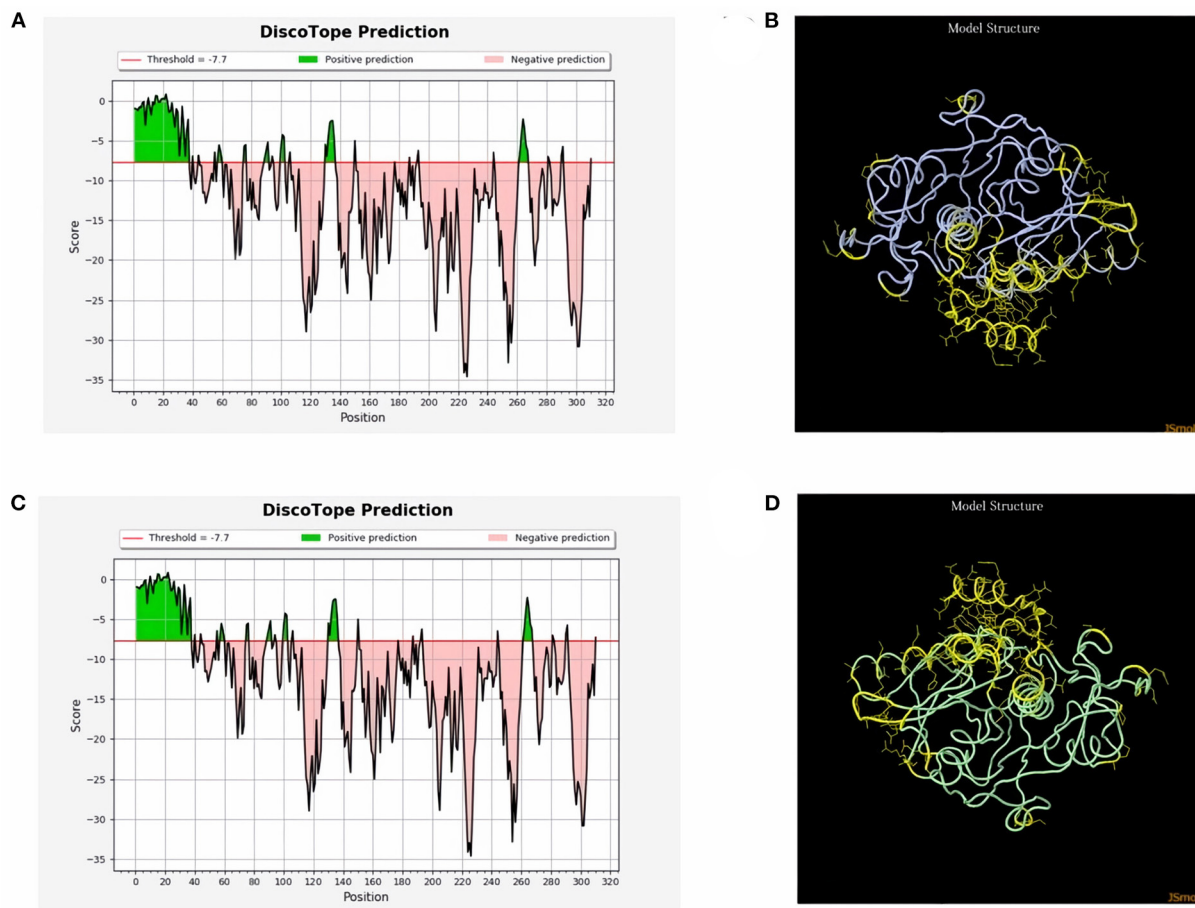 A
DiscoTope Prediction
Threshold = -7.7 Positive prediction Negative prediction
0
−5
−10
−15
−20
−25
−30
−35
Score
0 20 40 60 80 100 120 140 160 180 200 220 240 260 280 300 320
Position
B
Model Structure
JSmol
C
DiscoTope Prediction
Threshold = -7.7 Positive prediction Negative prediction
0
−5
−10
−15
−20
−25
−30
−35
Score
0 20 40 60 80 100 120 140 160 180 200 220 240 260 280 300 320
Position
D
Model Structure
JSmol